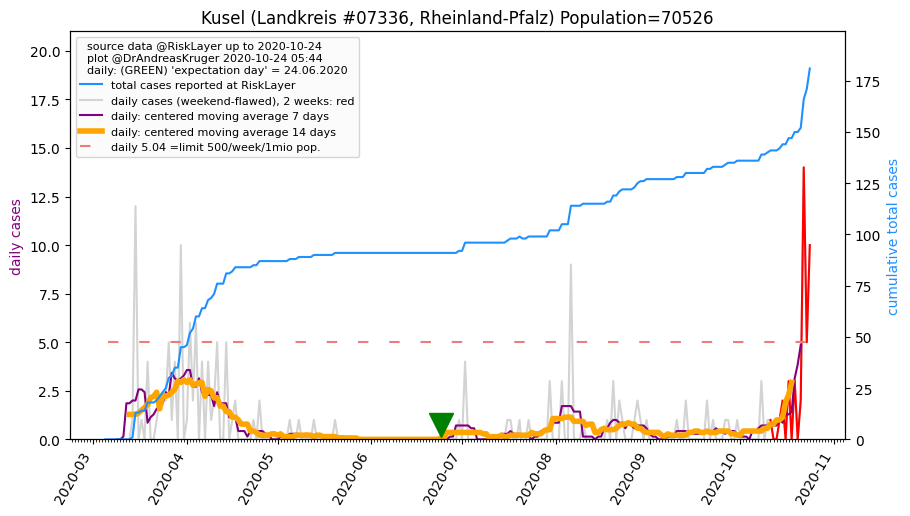 Kusel (Landkreis #07336, Rheinland-Pfalz) Population=70526
source data @RiskLayer up to 2020-10-24
plot @DrAndreasKruger 2020-10-24 05:44
daily: (GREEN) 'expectation day' = 24.06.2020
total cases reported at RiskLayer
daily cases (weekend-flawed), 2 weeks: red
daily: centered moving average 7 days
daily: centered moving average 14 days
daily 5.04 =limit 500/week/1mio pop.
daily cases
20.0
17.5
15.0
12.5
10.0
7.5
5.0
2.5
0.0
cumulative total cases
175
150
125
100
75
50
25
0
2020-03
2020-04
2020-05
2020-06
2020-07
2020-08
2020-09
2020-10
2020-11